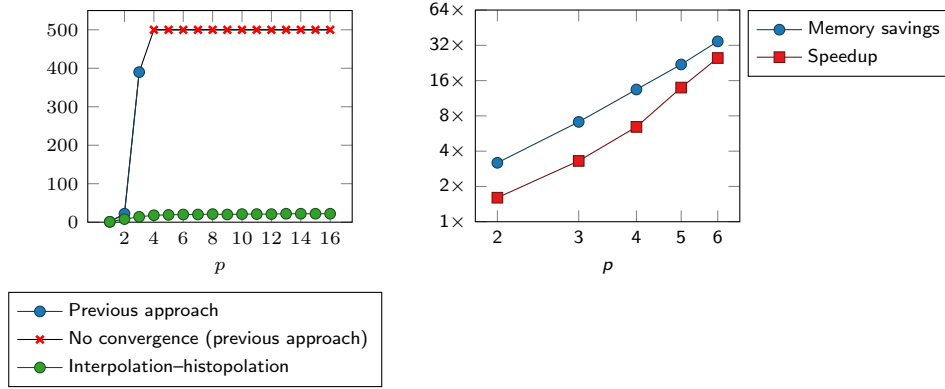 500
400
300
200
100
0
2 4 6 8 10 12 14 16
p
Previous approach
No convergence (previous approach)
Interpolation–histopolation
64×
32×
16×
8×
4×
2×
1×
2 3 4 5 6
p
Memory savings
Speedup